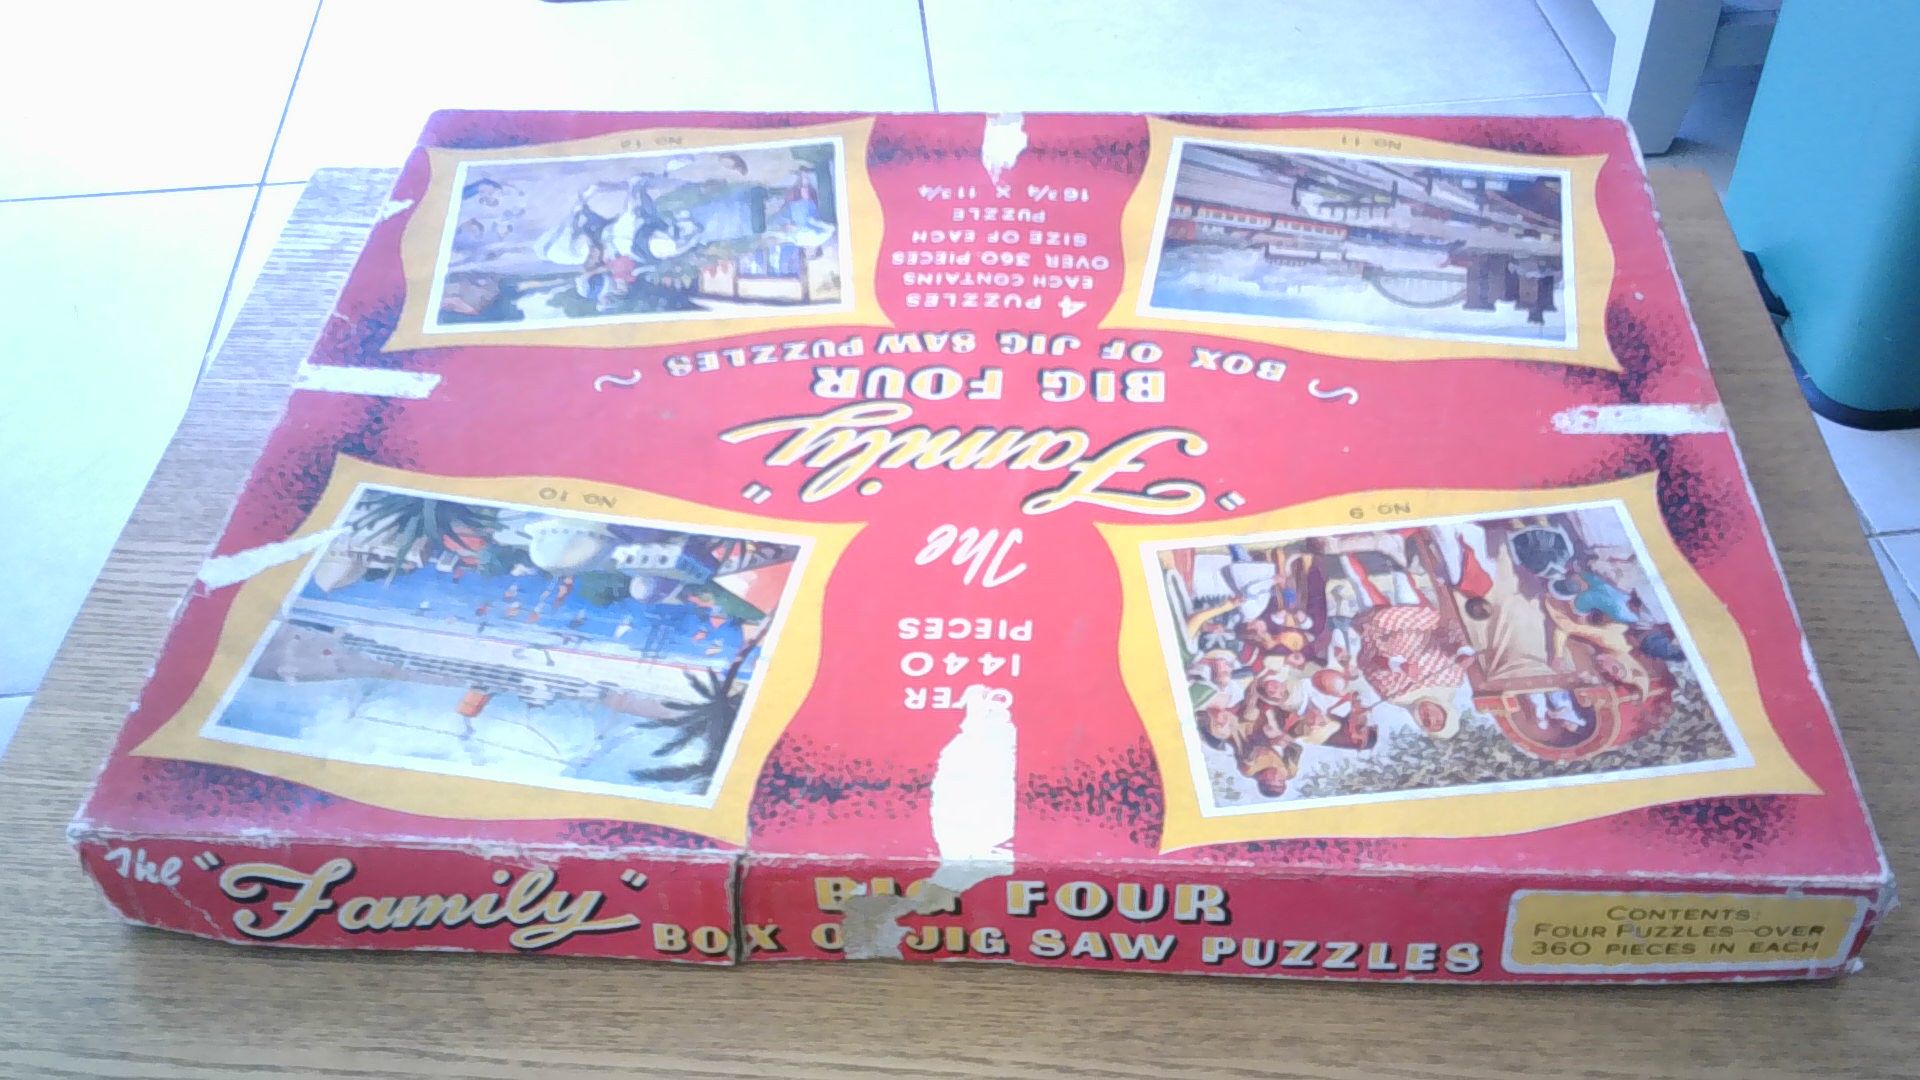 OVER
1440
PIECES
The
"Family"
BIG FOUR
~ BOX OF JIG SAW PUZZLES ~
4 PUZZLES
EACH CONTAINS
OVER 360 PIECES
SIZE OF EACH
PUZZLE
16¾ X 11¾
NO. 9
NO. 10
NO. 11
NO. 12
The "Family"
BIG FOUR
BOX OF JIG SAW PUZZLES
CONTENTS:
FOUR PUZZLES-OVER
360 PIECES IN EACH